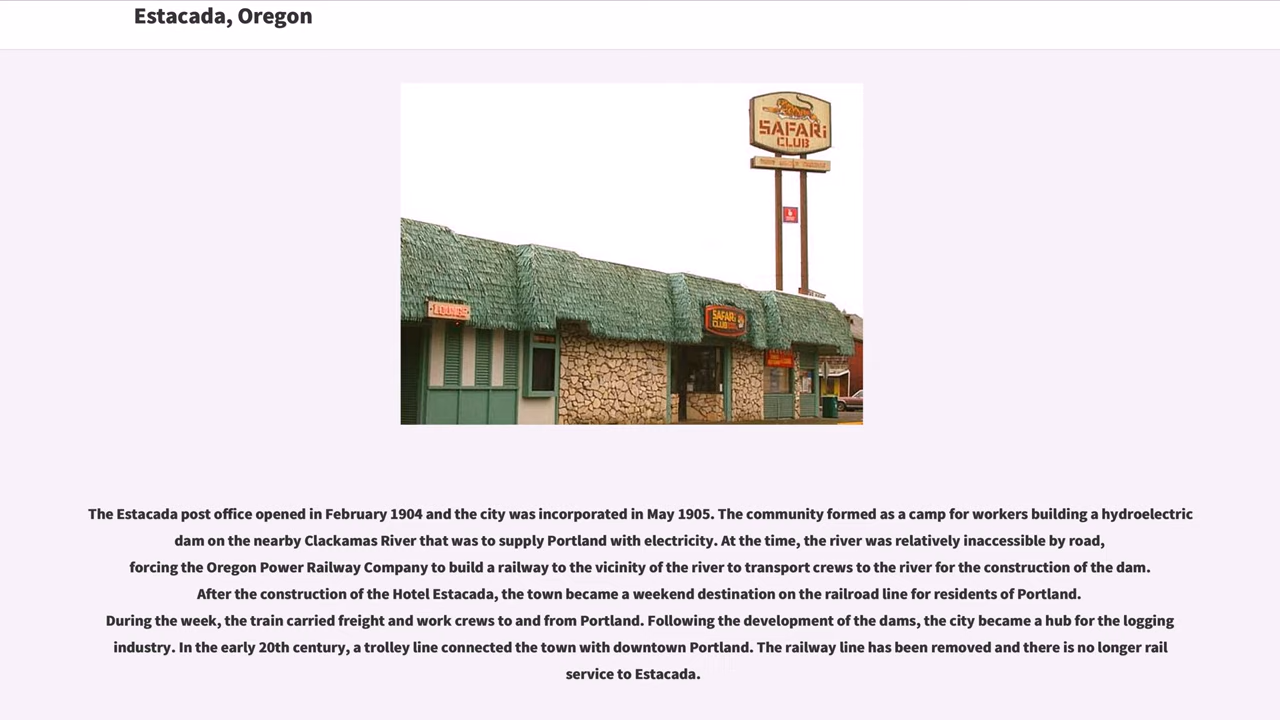 Estacada, Oregon
SAFARi
CLUB
LOUNGE
SAFARi
CLUB
The Estacada post office opened in February 1904 and the city was incorporated in May 1905. The community formed as a camp for workers building a hydroelectric
dam on the nearby Clackamas River that was to supply Portland with electricity. At the time, the river was relatively inaccessible by road,
forcing the Oregon Power Railway Company to build a railway to the vicinity of the river to transport crews to the river for the construction of the dam.
After the construction of the Hotel Estacada, the town became a weekend destination on the railroad line for residents of Portland.
During the week, the train carried freight and work crews to and from Portland. Following the development of the dams, the city became a hub for the logging
industry. In the early 20th century, a trolley line connected the town with downtown Portland. The railway line has been removed and there is no longer rail
service to Estacada.